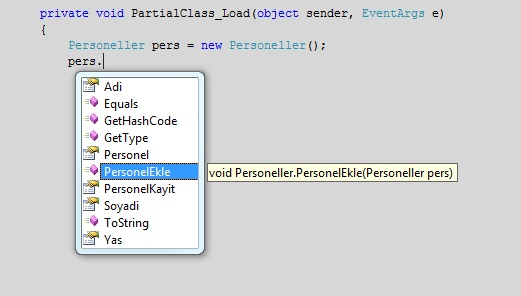 private void PartialClass_Load(object sender, EventArgs e)
{
Personeller pers = new Personeller();
pers.
Adi
Equals
GetHashCode
GetType
Personel
PersonelEkle
void Personeller.PersonelEkle(Personeller pers)
PersonelKayit
Soyadi
ToString
Yas